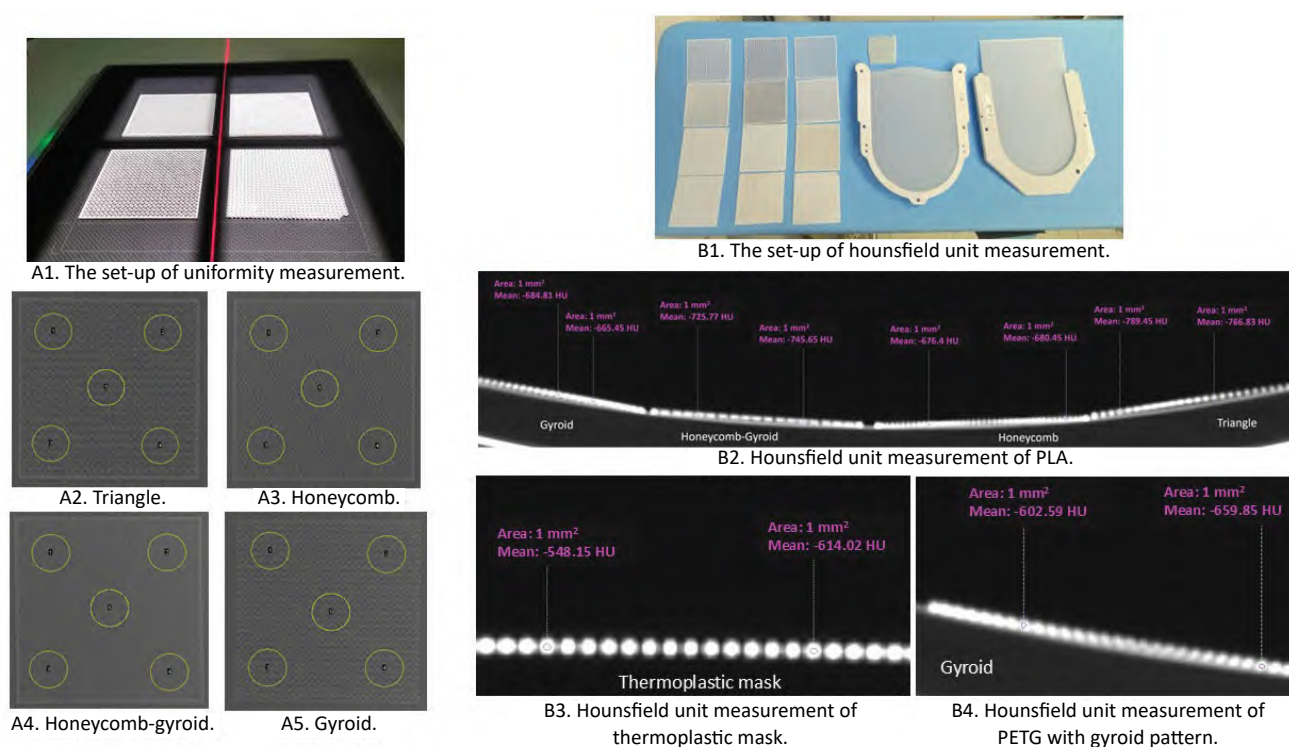 A1. The set-up of uniformity measurement.
A2. Triangle.
A3. Honeycomb.
A4. Honeycomb-gyroid.
A5. Gyroid.
B1. The set-up of hounsfield unit measurement.
Area: 1 mm²
Mean: -684.81 HU
Area: 1 mm²
Mean: -665.45 HU
Area: 1 mm²
Mean: -725.77 HU
Area: 1 mm²
Mean: -745.65 HU
Area: 1 mm²
Mean: -676.4 HU
Area: 1 mm²
Mean: -680.45 HU
Area: 1 mm²
Mean: -789.45 HU
Area: 1 mm²
Mean: -766.83 HU
Gyroid
Honeycomb-Gyroid
Honeycomb
Triangle
B2. Hounsfield unit measurement of PLA.
Area: 1 mm²
Mean: -548.15 HU
Area: 1 mm²
Mean: -614.02 HU
Thermoplastic mask
B3. Hounsfield unit measurement of
thermoplastic mask.
Area: 1 mm²
Mean: -602.59 HU
Area: 1 mm²
Mean: -659.85 HU
Gyroid
B4. Hounsfield unit measurement of
PETG with gyroid pattern.